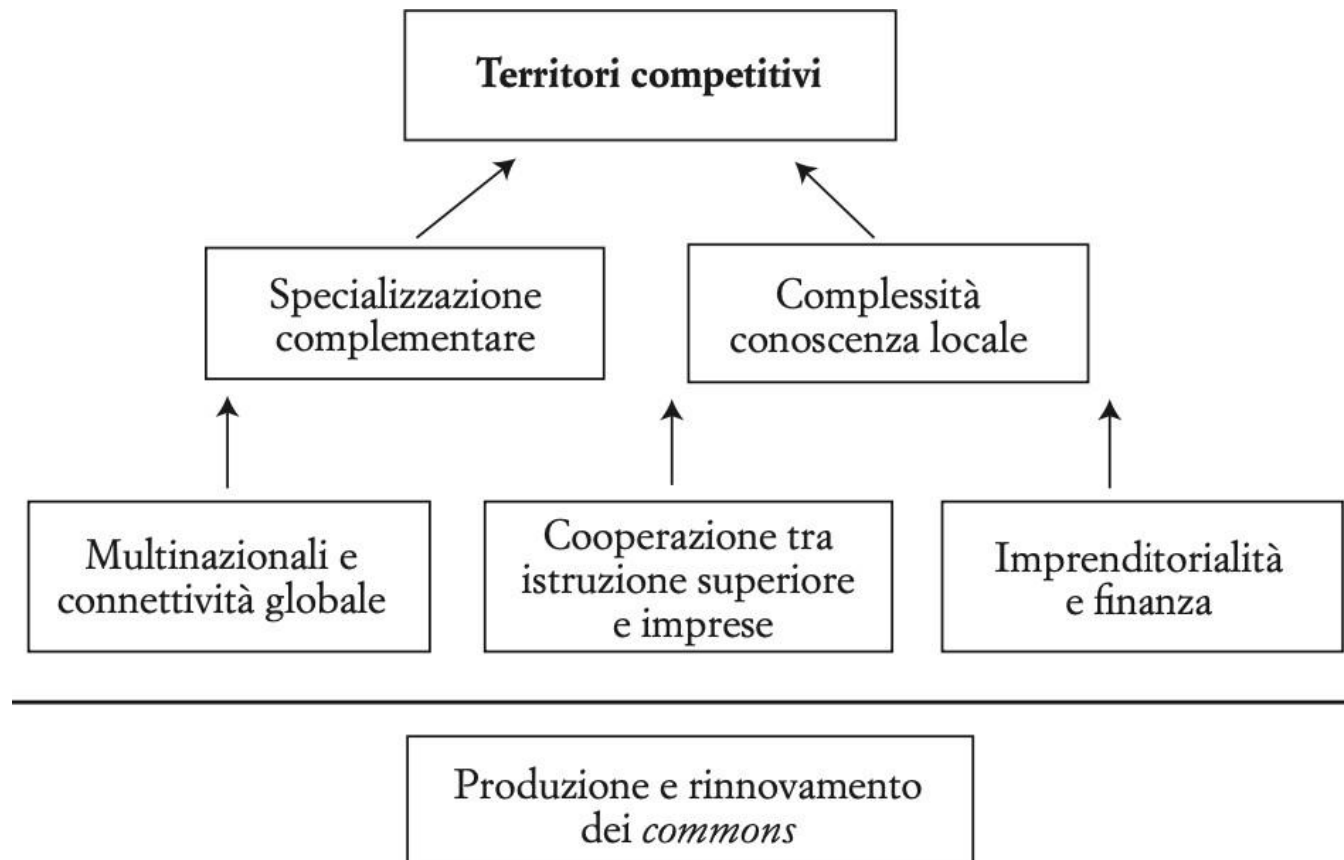 Territori competitivi
Specializzazione
complementare
Complessità
conoscenza locale
Multinazionali e
connettività globale
Cooperazione tra
istruzione superiore
e imprese
Imprenditorialità
e finanza
Produzione e rinnovamento
dei commons